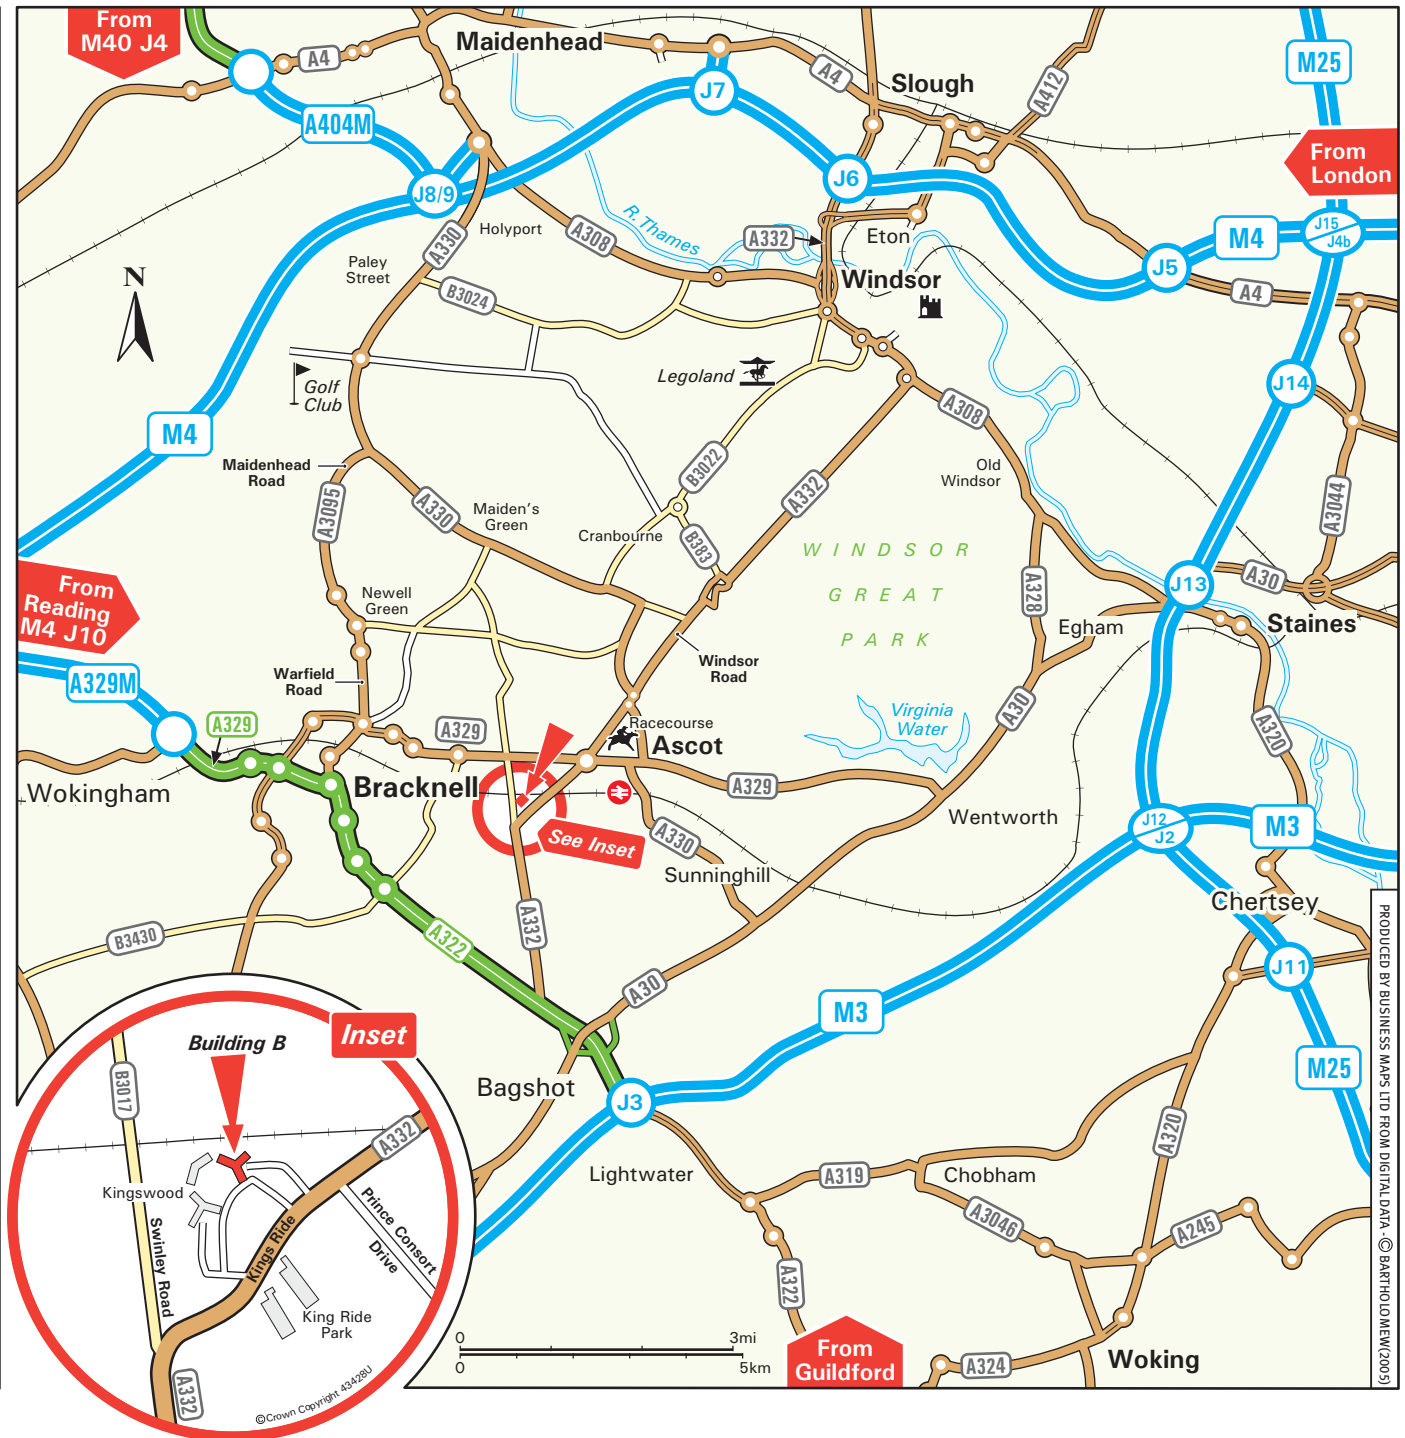 From
M40 J4
A4
Maidenhead
A4
Slough
A412
M25
A404M
J7
From
London
J8/9
J6
R. Thames
Holyport
A330
A308
A332
Eton
M4
J15
J4b
J5
Paley
Street
B3024
Windsor
A4
N
Golf
Club
Legoland
J14
M4
A308
Maidenhead
Road
B3022
Old
Windsor
A3095
A330
A332
A3044
Maiden's
Green
Cranbourne
B383
WINDSOR
GREAT
PARK
J13
A30
From
Reading
M4 J10
Newell
Green
A328
Egham
Staines
Warfield
Road
Windsor
Road
A329M
A329
A329
Racecourse
Ascot
Virginia
Water
A30
A320
Wokingham
Bracknell
A329
Wentworth
See Inset
A330
Sunninghill
J12
J2
M3
Chertsey
B3430
A322
A332
A30
J11
M3
M25
Bagshot
J3
Lightwater
A319
Chobham
A320
A3046
A245
A322
From
Guildford
A324
Woking
0
3mi
0
5km
Inset
Building B
B3017
A332
Kingswood
Swinley Road
Kings Ride
Prince Consort
Drive
King Ride
Park
A332
©Crown Copyright 43428U
PRODUCED BY BUSINESS MAPS LTD FROM DIGITAL DATA - © BARTHOLOMEW(2005)